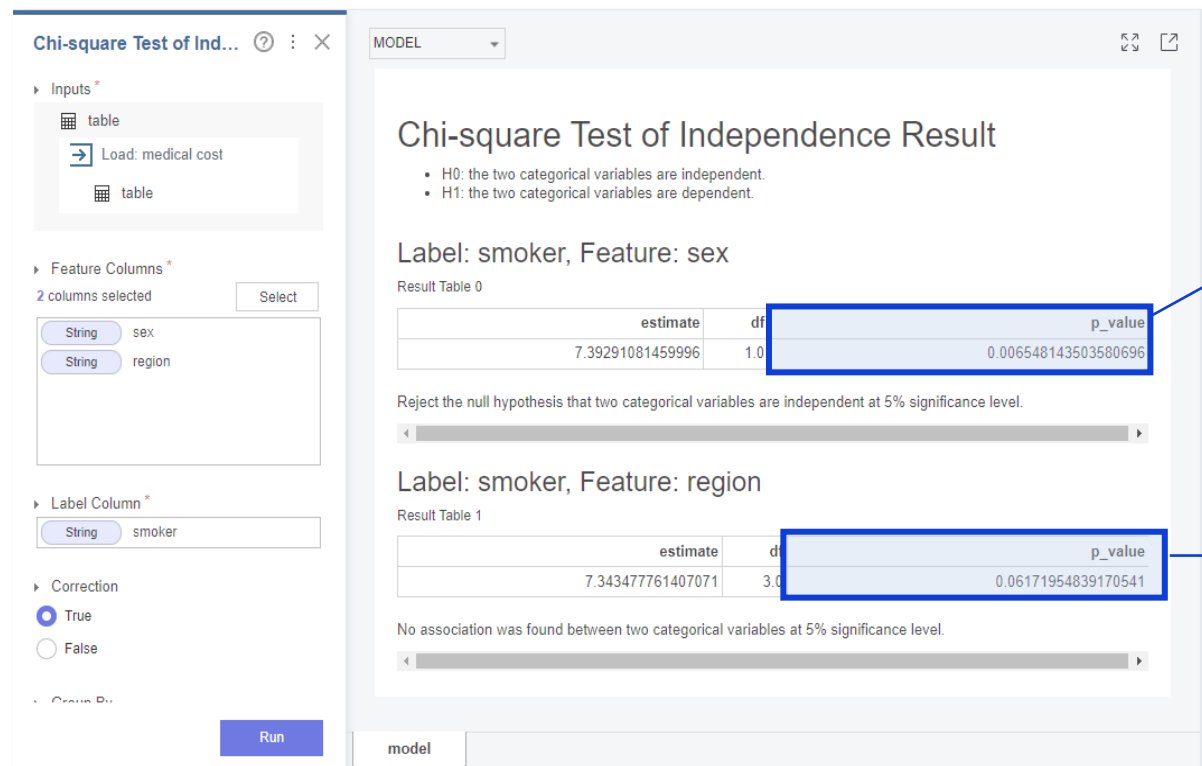 Chi-square Test of Ind...
Inputs *
table
Load: medical cost
table
Feature Columns *
2 columns selected
Select
String sex
String region
Label Column *
String smoker
Correction
True
False
Group By
Run
MODEL
Chi-square Test of Independence Result
• H0: the two categorical variables are independent.
• H1: the two categorical variables are dependent.
Label: smoker, Feature: sex
Result Table 0
estimate df p_value
7.39291081459996 1.0 0.006548143503580696
Reject the null hypothesis that two categorical variables are independent at 5% significance level.
Label: smoker, Feature: region
Result Table 1
estimate df p_value
7.343477761407071 3.0 0.06171954839170541
No association was found between two categorical variables at 5% significance level.
model